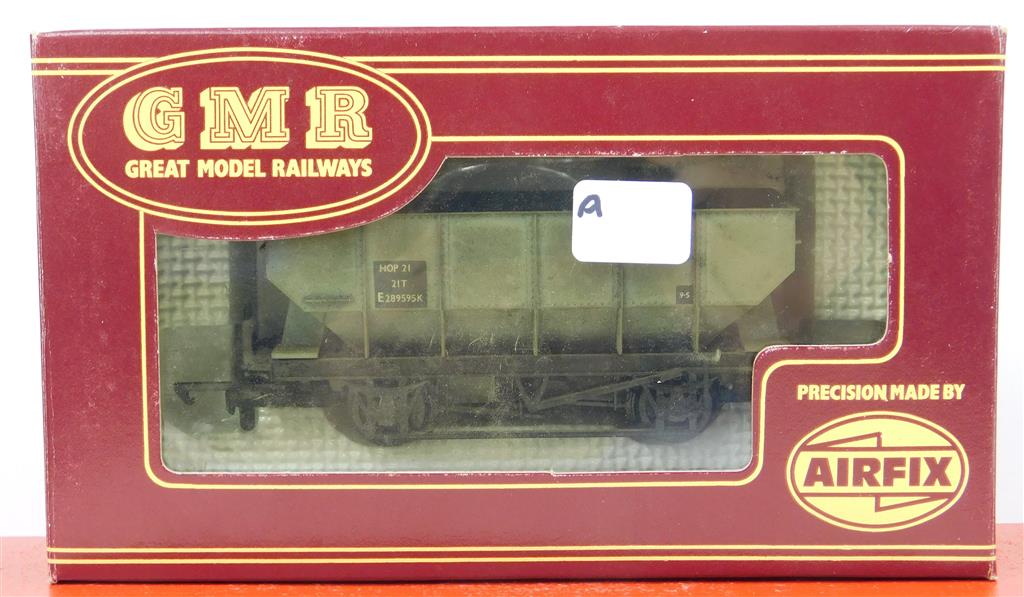 GMR
GREAT MODEL RAILWAYS
A
HOP 21
21T
E289595K
9-5
PRECISION MADE BY
AIRFIX